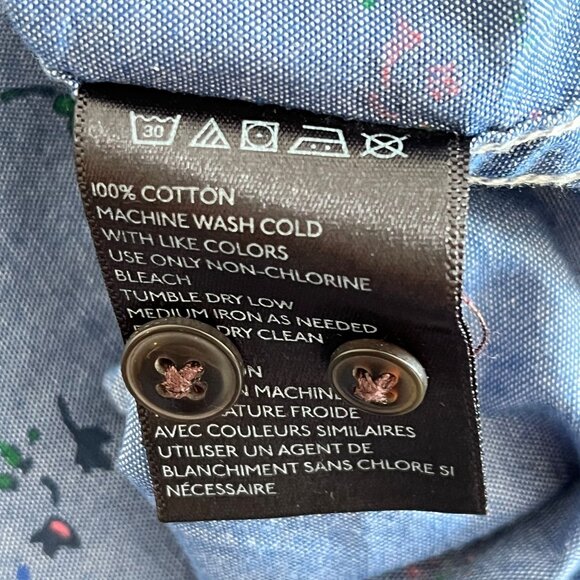 30
100% COTTON
MACHINE WASH COLD
WITH LIKE COLORS
USE ONLY NON-CHLORINE
BLEACH
TUMBLE DRY LOW
MEDIUM IRON AS NEEDED
DRY CLEAN
MACHINE
FROIDE
AVEC COULEURS SIMILAIRES
UTILISER UN AGENT DE
BLANCHIMENT SANS CHLORE SI
NÉCESSAIRE